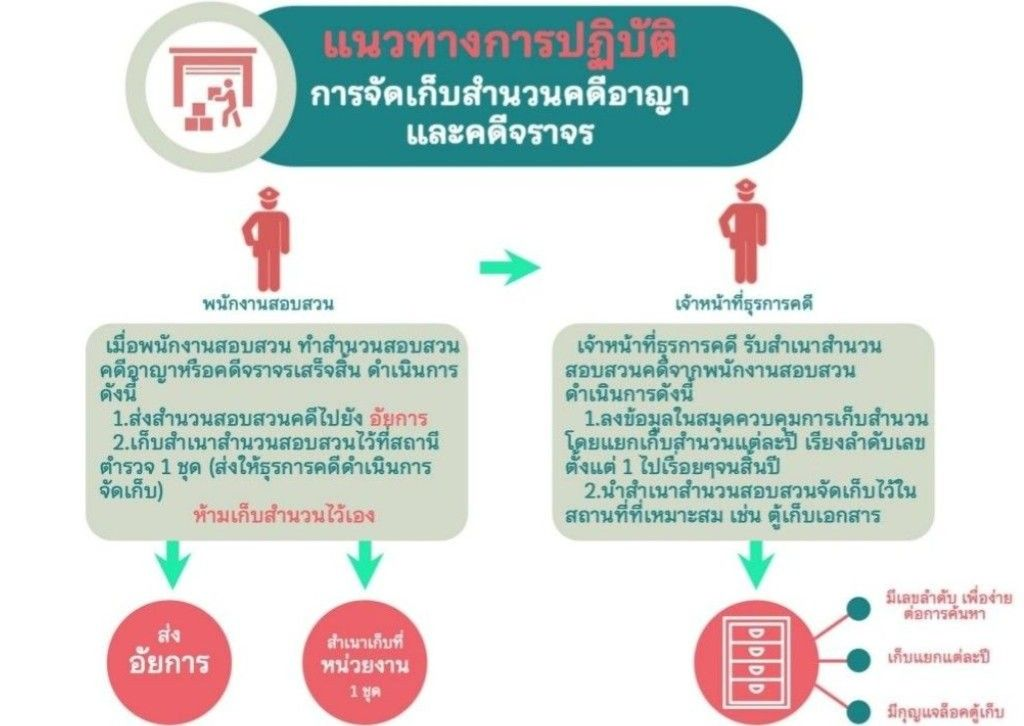 แนวทางการปฏิบัติ
การจัดเก็บสำนวนคดีอาญา
และคดีจราจร
พนักงานสอบสวน
เมื่อพนักงานสอบสวน ทำสำนวนสอบสวน
คดีอาญาหรือคดีจราจรเสร็จสิ้น ดำเนินการ
ดังนี้
1.ส่งสำนวนสอบสวนคดีไปยัง อัยการ
2.เก็บสำเนาสำนวนสอบสวนไว้ที่สถานี
ตำรวจ 1 ชุด (ส่งให้ธุรการคดีดำเนินการ
จัดเก็บ)
ห้ามเก็บสำนวนไว้เอง
ส่ง
อัยการ
สำเนาเก็บที่
หน่วยงาน
1 ชุด
เจ้าหน้าที่ธุรการคดี
เจ้าหน้าที่ธุรการคดี รับสำเนาสำนวน
สอบสวนคดีจากพนักงานสอบสวน
ดำเนินการดังนี้
1.ลงข้อมูลในสมุดควบคุมการเก็บสำนวน
โดยแยกเก็บสำนวนแต่ละปี เรียงลำดับเลข
ตั้งแต่ 1 ไปเรื่อยๆจนสิ้นปี
2.นำสำเนาสำนวนสอบสวนจัดเก็บไว้ใน
สถานที่ที่เหมาะสม เช่น ตู้เก็บเอกสาร
มีเลขลำดับ เพื่อง่าย
ต่อการค้นหา
เก็บแยกแต่ละปี
มีกุญแจล็อคตู้เก็บ